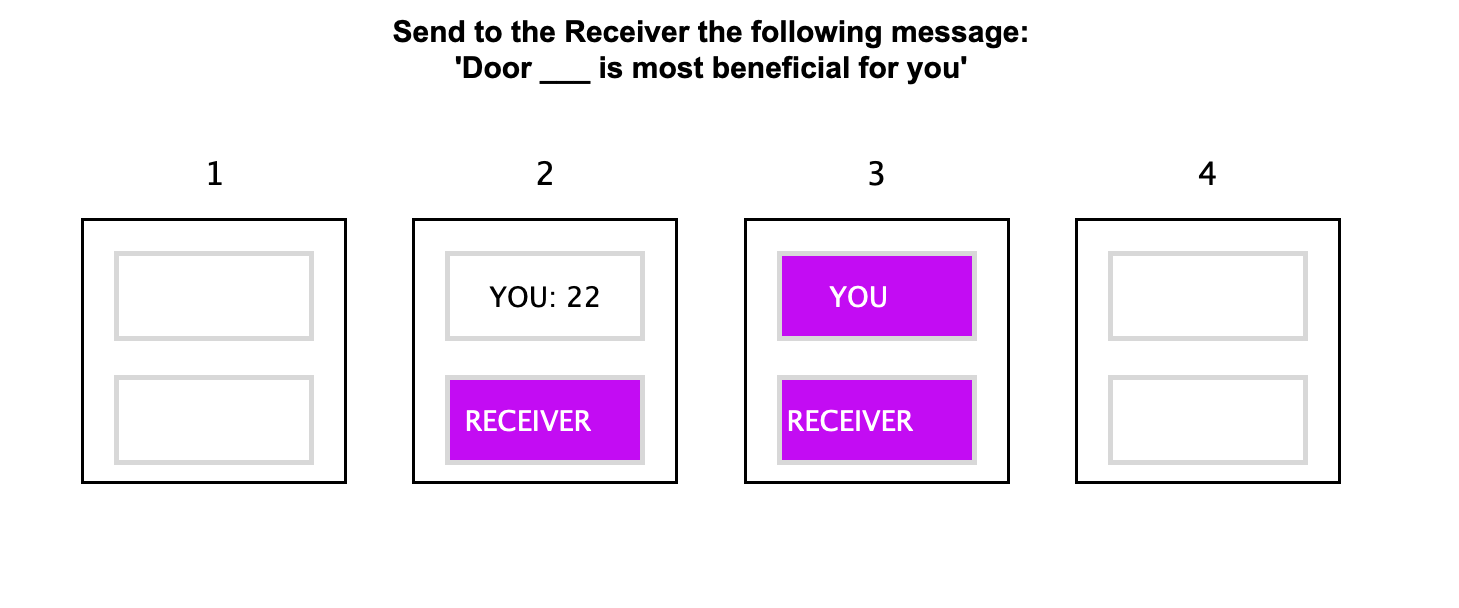 Send to the Receiver the following message:
'Door ___ is most beneficial for you'
1 2 3 4
YOU: 22 YOU
RECEIVER RECEIVER